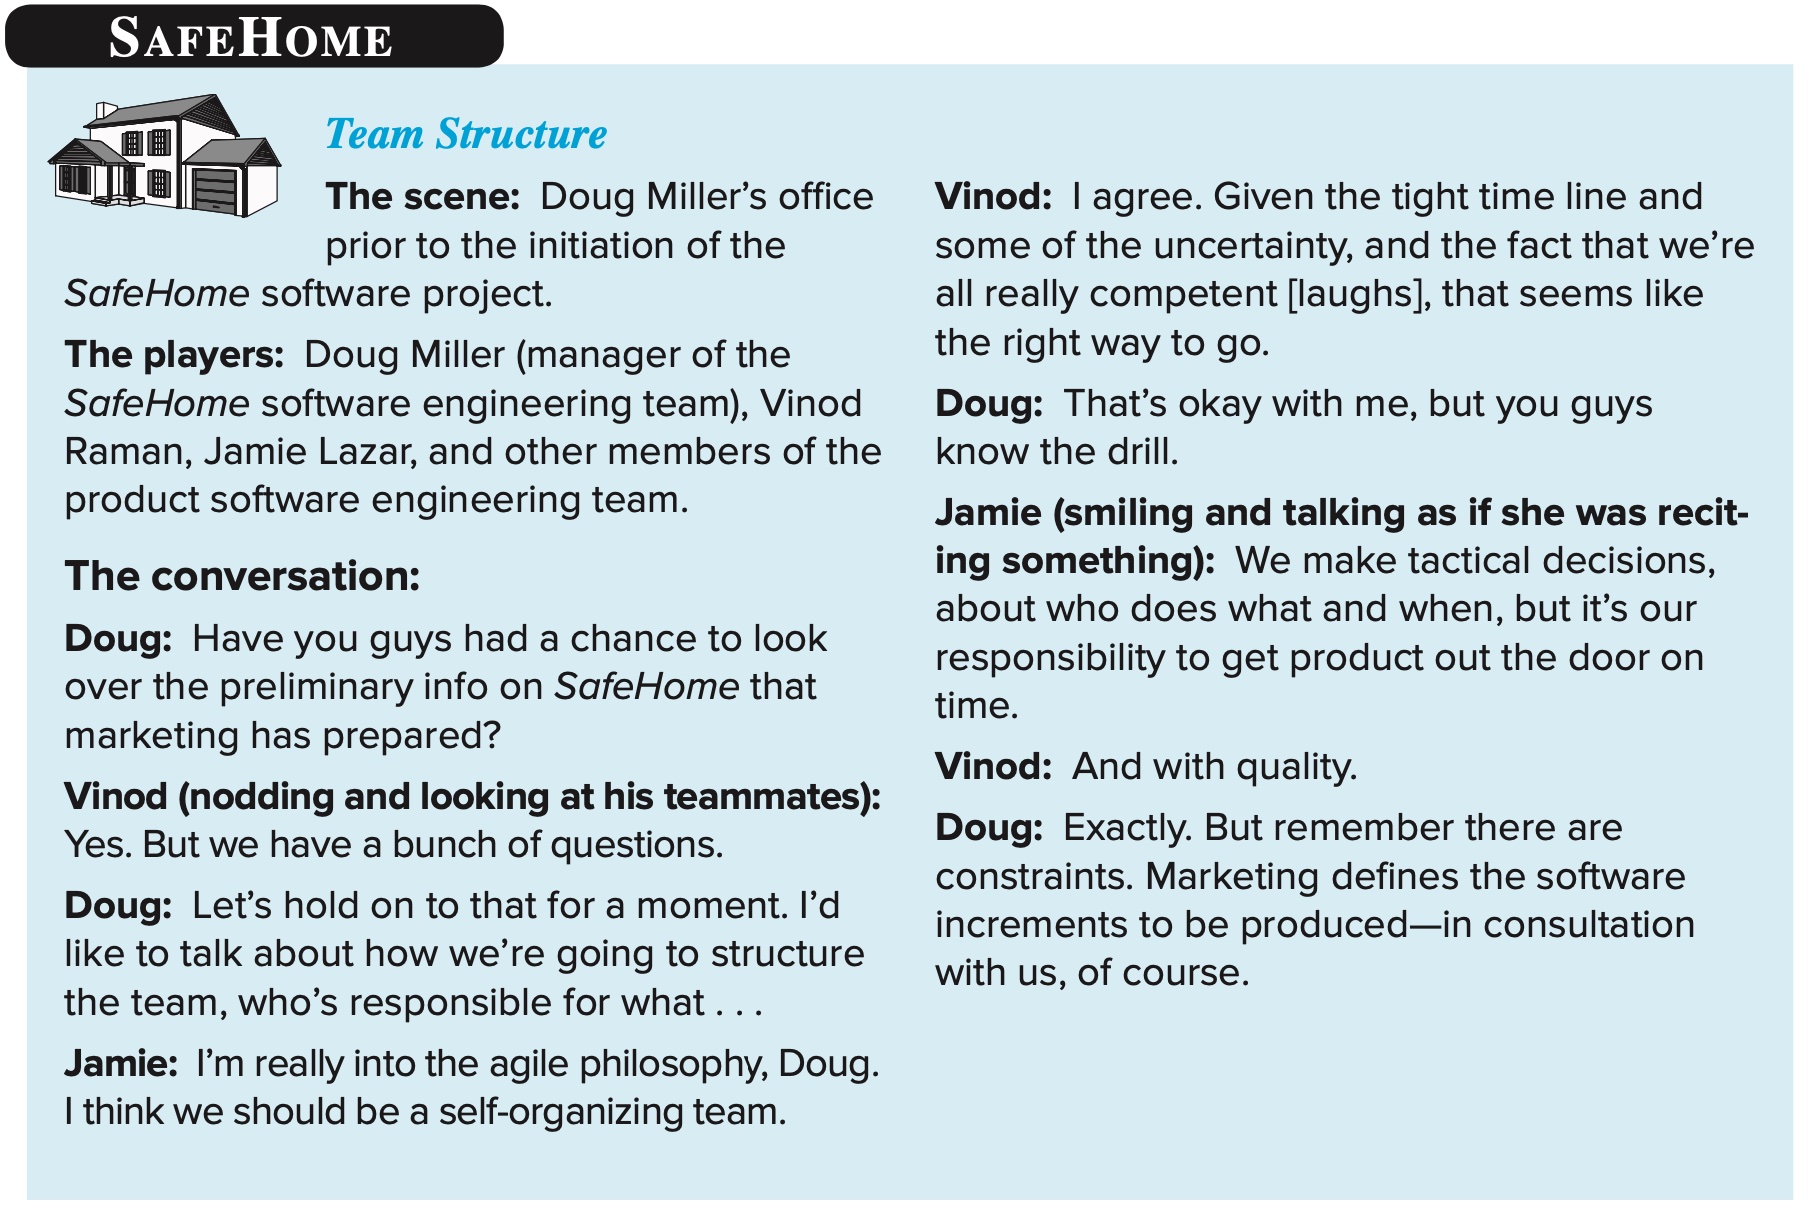 SAFEHOME
Team Structure
The scene: Doug Miller’s office
prior to the initiation of the
SafeHome software project.
The players: Doug Miller (manager of the
SafeHome software engineering team), Vinod
Raman, Jamie Lazar, and other members of the
product software engineering team.
The conversation:
Doug: Have you guys had a chance to look
over the preliminary info on SafeHome that
marketing has prepared?
Vinod (nodding and looking at his teammates):
Yes. But we have a bunch of questions.
Doug: Let’s hold on to that for a moment. I’d
like to talk about how we’re going to structure
the team, who’s responsible for what . . .
Jamie: I’m really into the agile philosophy, Doug.
I think we should be a self-organizing team.
Vinod: I agree. Given the tight time line and
some of the uncertainty, and the fact that we’re
all really competent [laughs], that seems like
the right way to go.
Doug: That’s okay with me, but you guys
know the drill.
Jamie (smiling and talking as if she was recit-
ing something): We make tactical decisions,
about who does what and when, but it’s our
responsibility to get product out the door on
time.
Vinod: And with quality.
Doug: Exactly. But remember there are
constraints. Marketing defines the software
increments to be produced—in consultation
with us, of course.